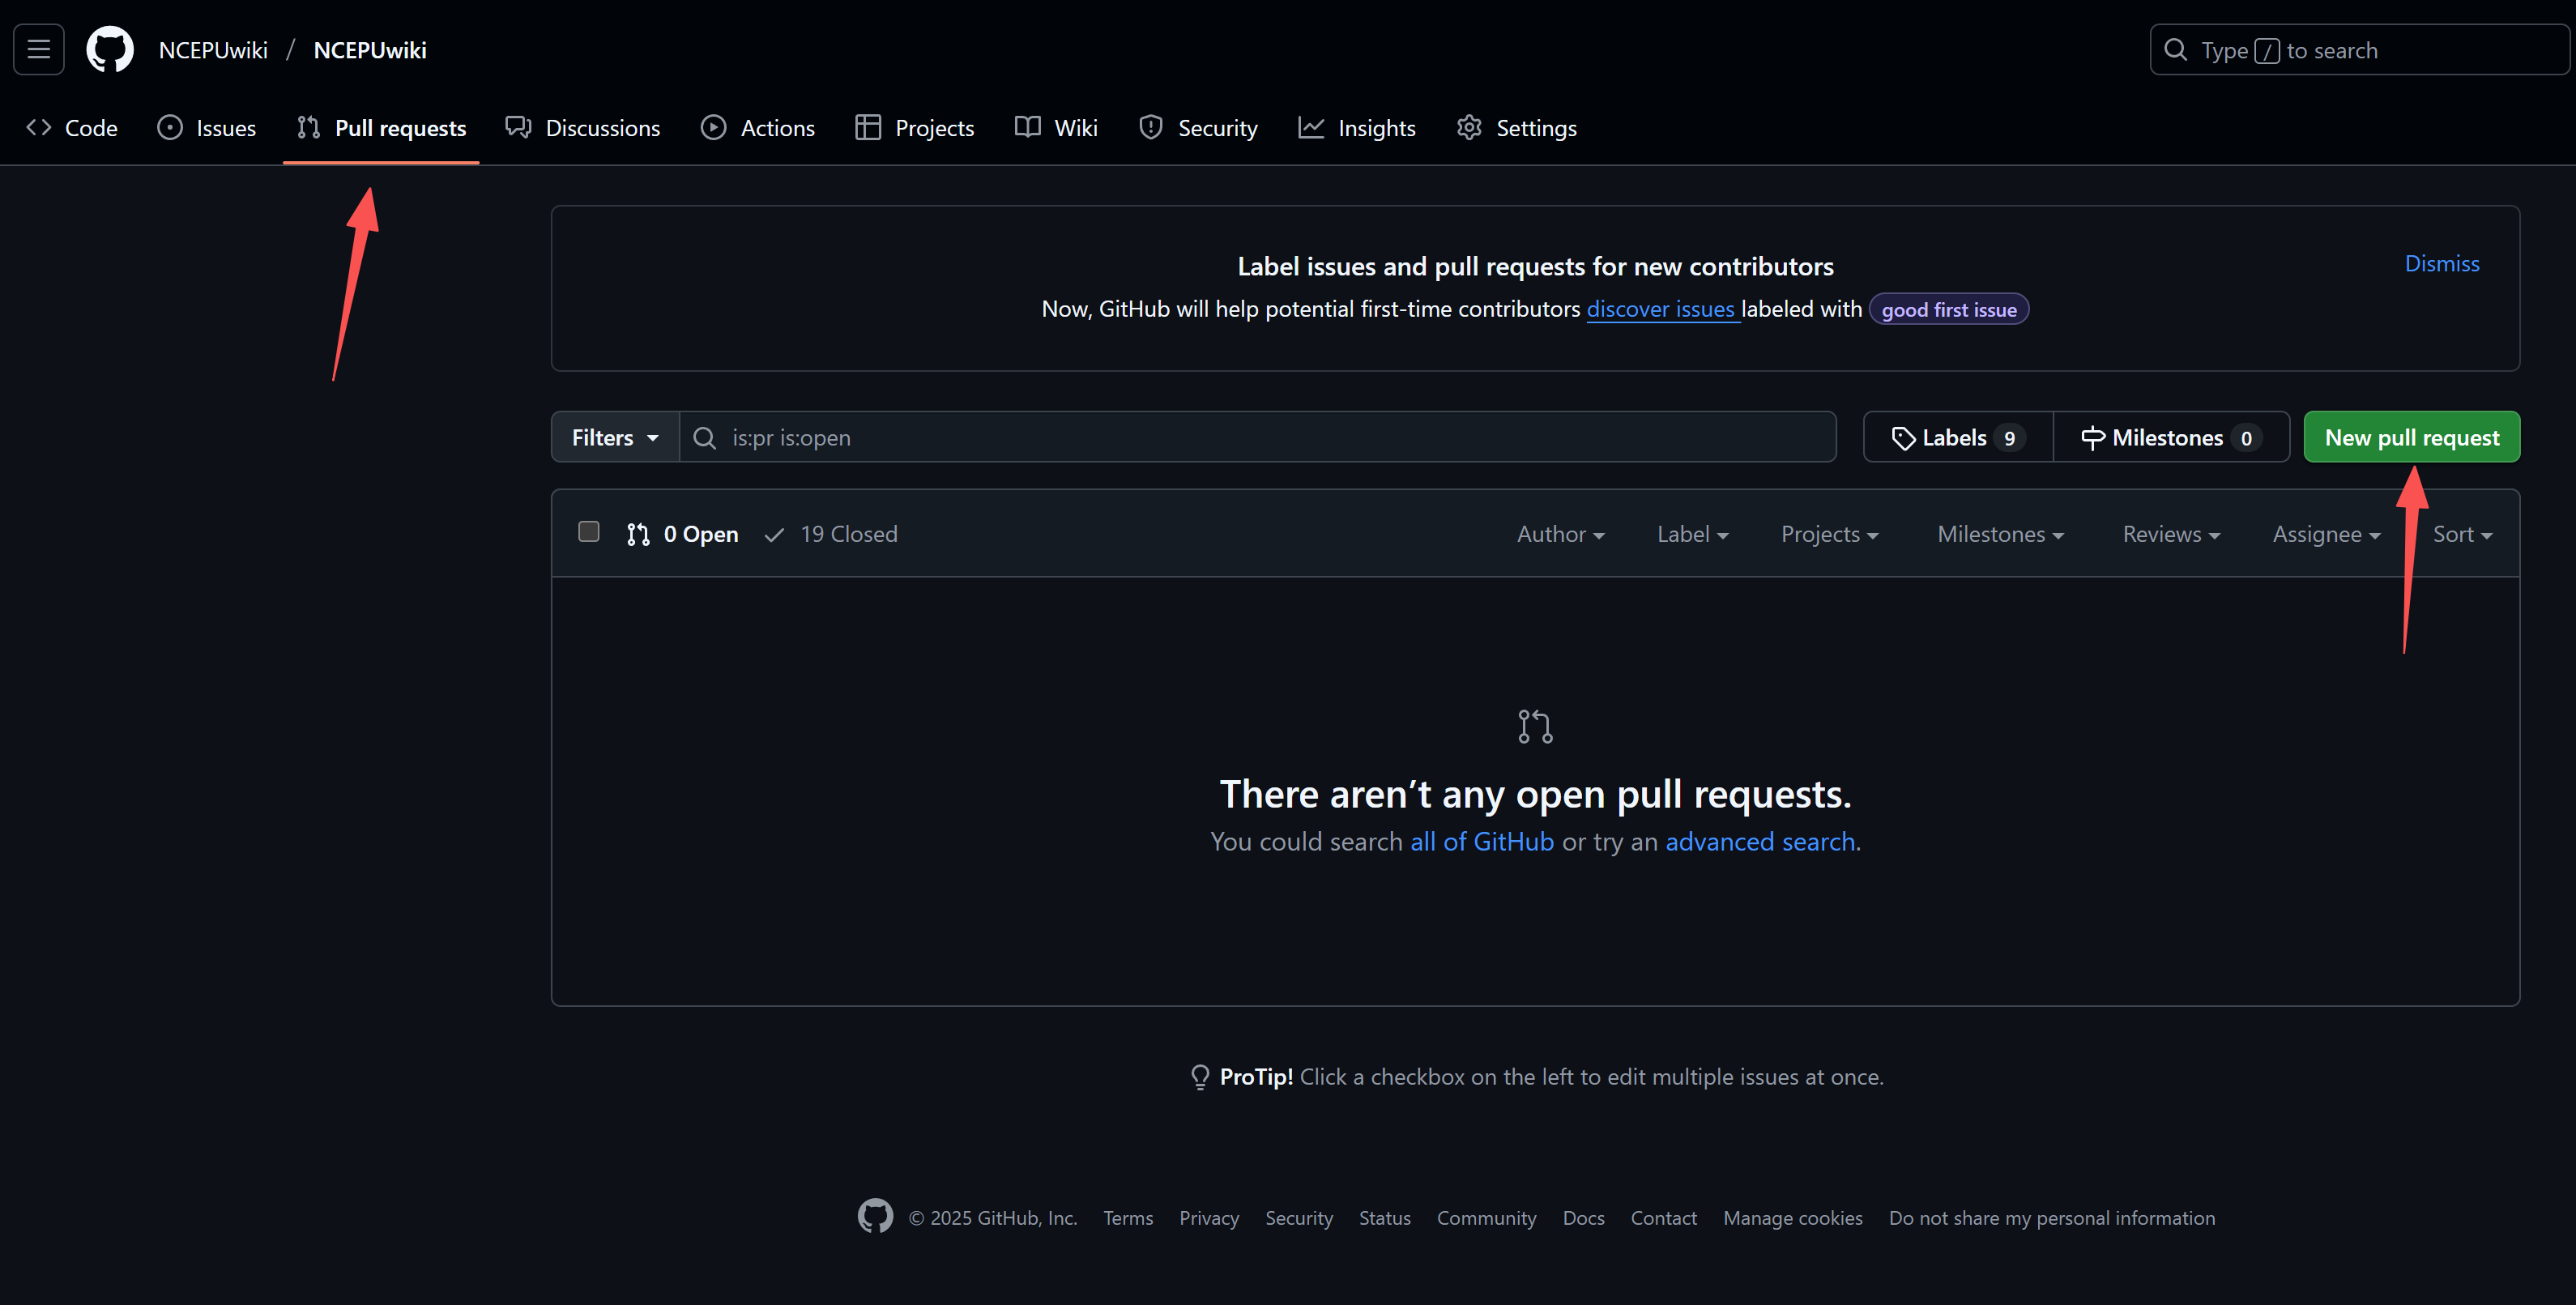 NCEPUwiki / NCEPUwiki
Type / to search
Code Issues Pull requests Discussions Actions Projects Wiki Security Insights Settings
Label issues and pull requests for new contributors
Dismiss
Now, GitHub will help potential first-time contributors discover issues labeled with good first issue
Filters is:pr is:open Labels 9 Milestones 0 New pull request
0 Open 19 Closed Author Label Projects Milestones Reviews Assignee Sort
There aren’t any open pull requests.
You could search all of GitHub or try an advanced search.
ProTip! Click a checkbox on the left to edit multiple issues at once.
© 2025 GitHub, Inc. Terms Privacy Security Status Community Docs Contact Manage cookies Do not share my personal information